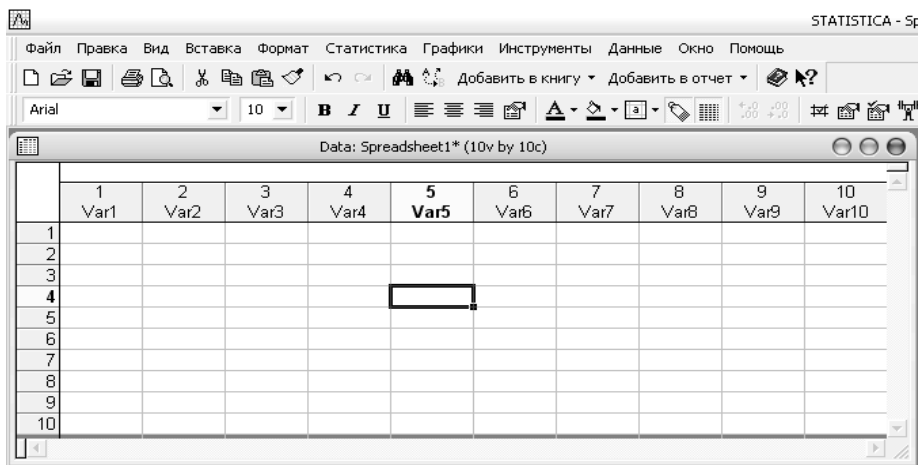 STATISTICA - Sp
Файл Правка Вид Вставка Формат Статистика Графики Инструменты Данные Окно Помощь
Добавить в книгу Добавить в отчет
Arial 10 B I U
Data: Spreadsheet1* (10v by 10c)
1 2 3 4 5 6 7 8 9 10
Var1 Var2 Var3 Var4 Var5 Var6 Var7 Var8 Var9 Var10
1
2
3
4
5
6
7
8
9
10